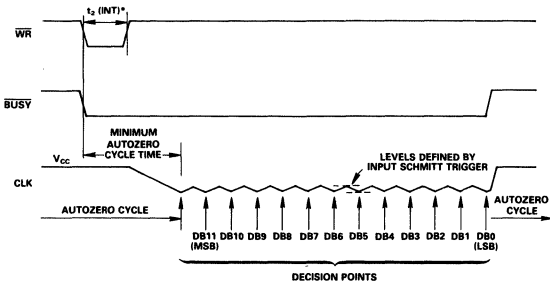 t₂ (INT)*
WR
BUSY
MINIMUM
AUTOZERO
CYCLE TIME
VCC
LEVELS DEFINED BY
INPUT SCHMITT TRIGGER
CLK
AUTOZERO CYCLE
AUTOZERO
CYCLE
DB11 DB10 DB9 DB8 DB7 DB6 DB5 DB4 DB3 DB2 DB1 DB0
(MSB) (LSB)
DECISION POINTS